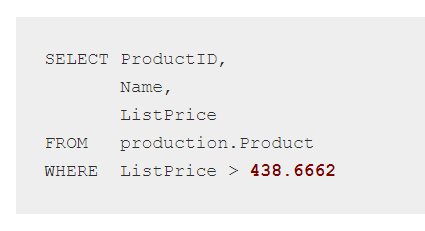 SELECT ProductID,
Name,
ListPrice
FROM production.Product
WHERE ListPrice > 438.6662